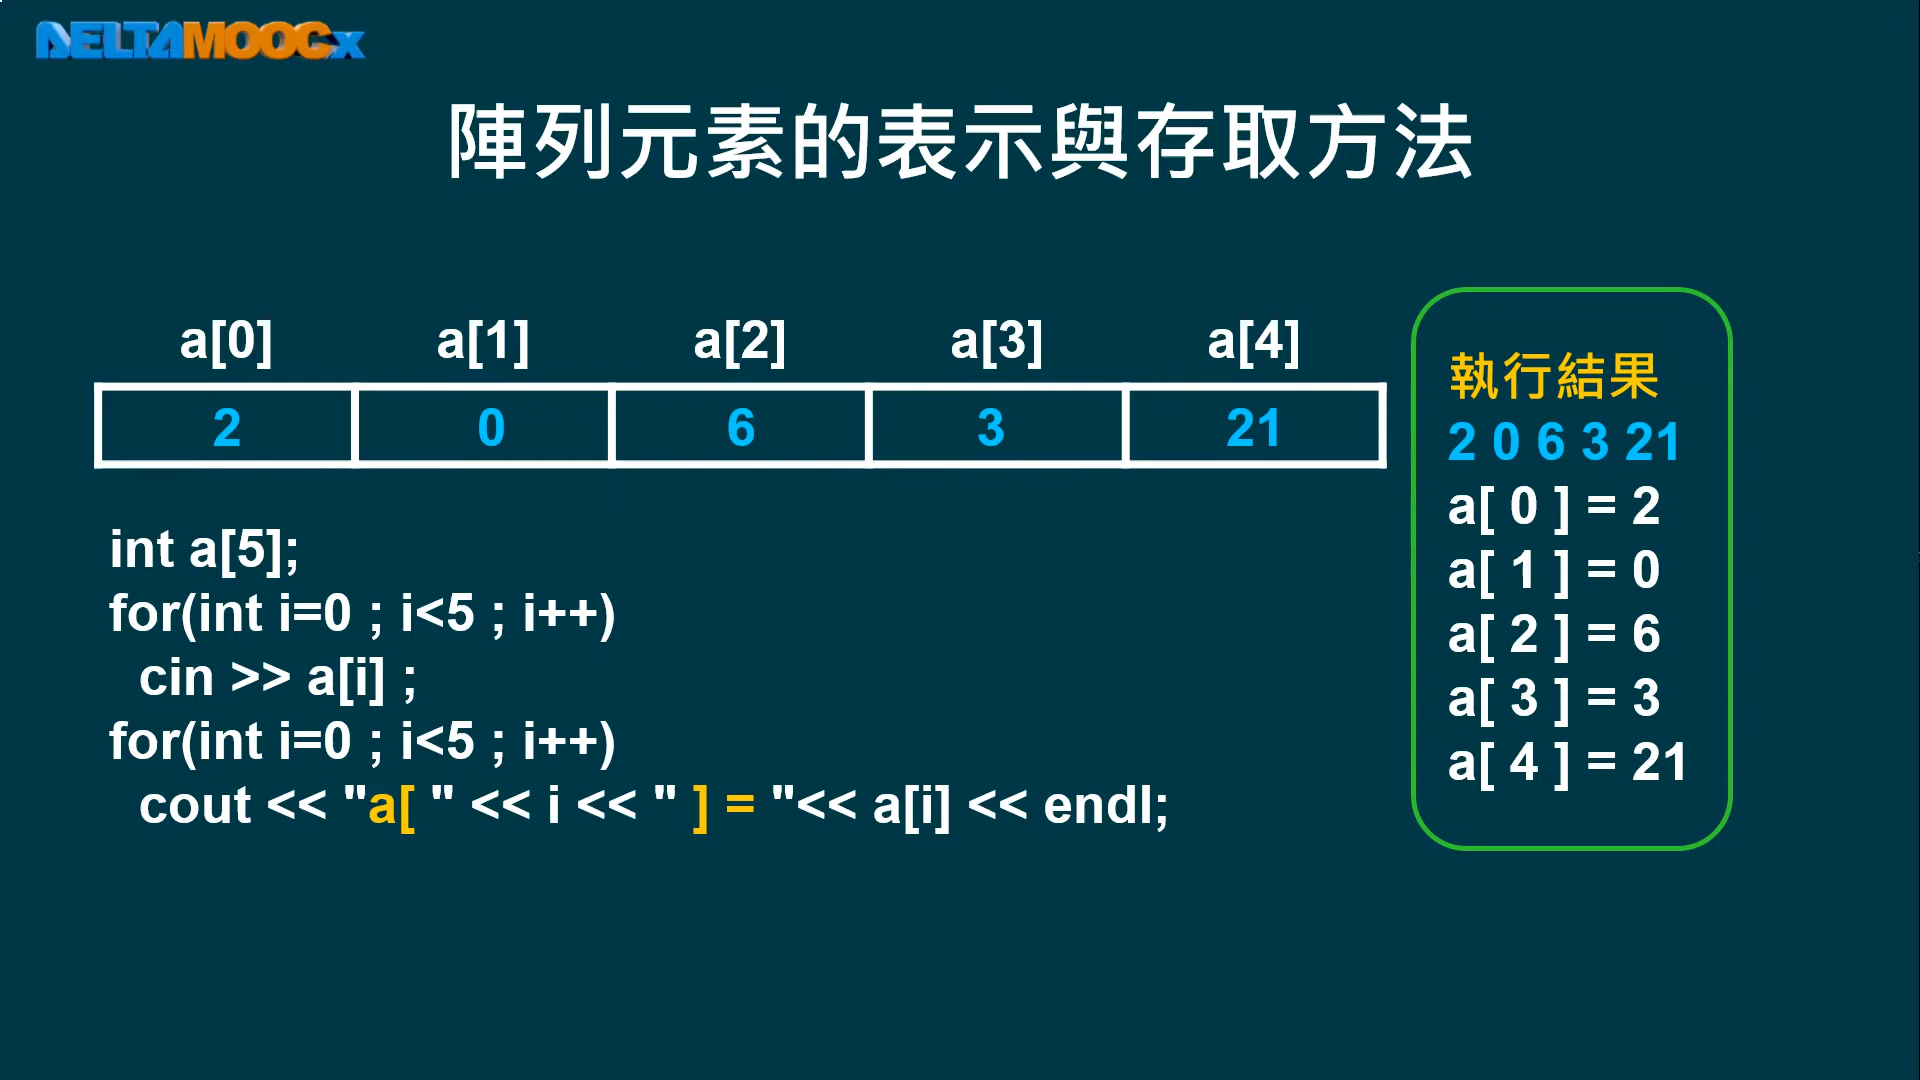 DELTAMOOCx
陣列元素的表示與存取方法
a[0] a[1] a[2] a[3] a[4]
2 0 6 3 21
int a[5];
for(int i=0 ; i<5 ; i++)
cin >> a[i] ;
for(int i=0 ; i<5 ; i++)
cout << "a[ " << i << " ] = "<< a[i] << endl;
執行結果
2 0 6 3 21
a[ 0 ] = 2
a[ 1 ] = 0
a[ 2 ] = 6
a[ 3 ] = 3
a[ 4 ] = 21